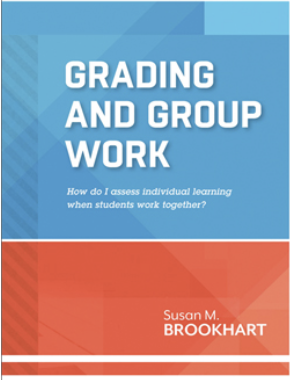 GRADING
AND GROUP
WORK
How do I assess individual learning
when students work together?
Susan M.
BROOKHART